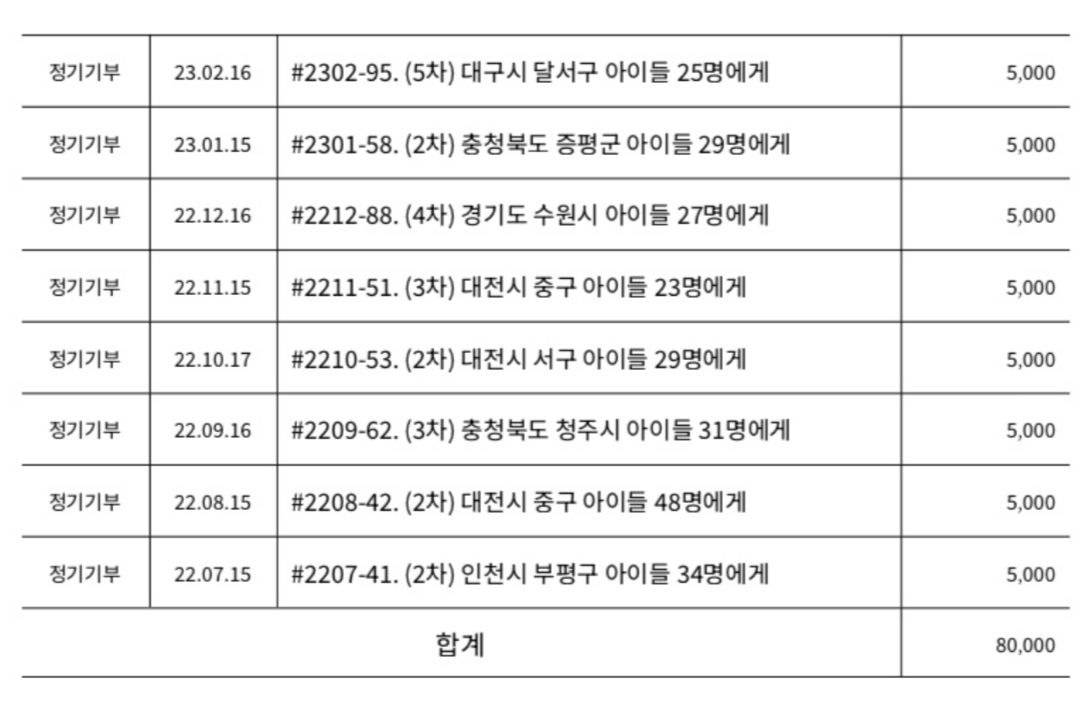 정기기부 23.02.16 #2302-95. (5차) 대구시 달서구 아이들 25명에게 5,000
정기기부 23.01.15 #2301-58. (2차) 충청북도 증평군 아이들 29명에게 5,000
정기기부 22.12.16 #2212-88. (4차) 경기도 수원시 아이들 27명에게 5,000
정기기부 22.11.15 #2211-51. (3차) 대전시 중구 아이들 23명에게 5,000
정기기부 22.10.17 #2210-53. (2차) 대전시 서구 아이들 29명에게 5,000
정기기부 22.09.16 #2209-62. (3차) 충청북도 청주시 아이들 31명에게 5,000
정기기부 22.08.15 #2208-42. (2차) 대전시 중구 아이들 48명에게 5,000
정기기부 22.07.15 #2207-41. (2차) 인천시 부평구 아이들 34명에게 5,000
합계 80,000